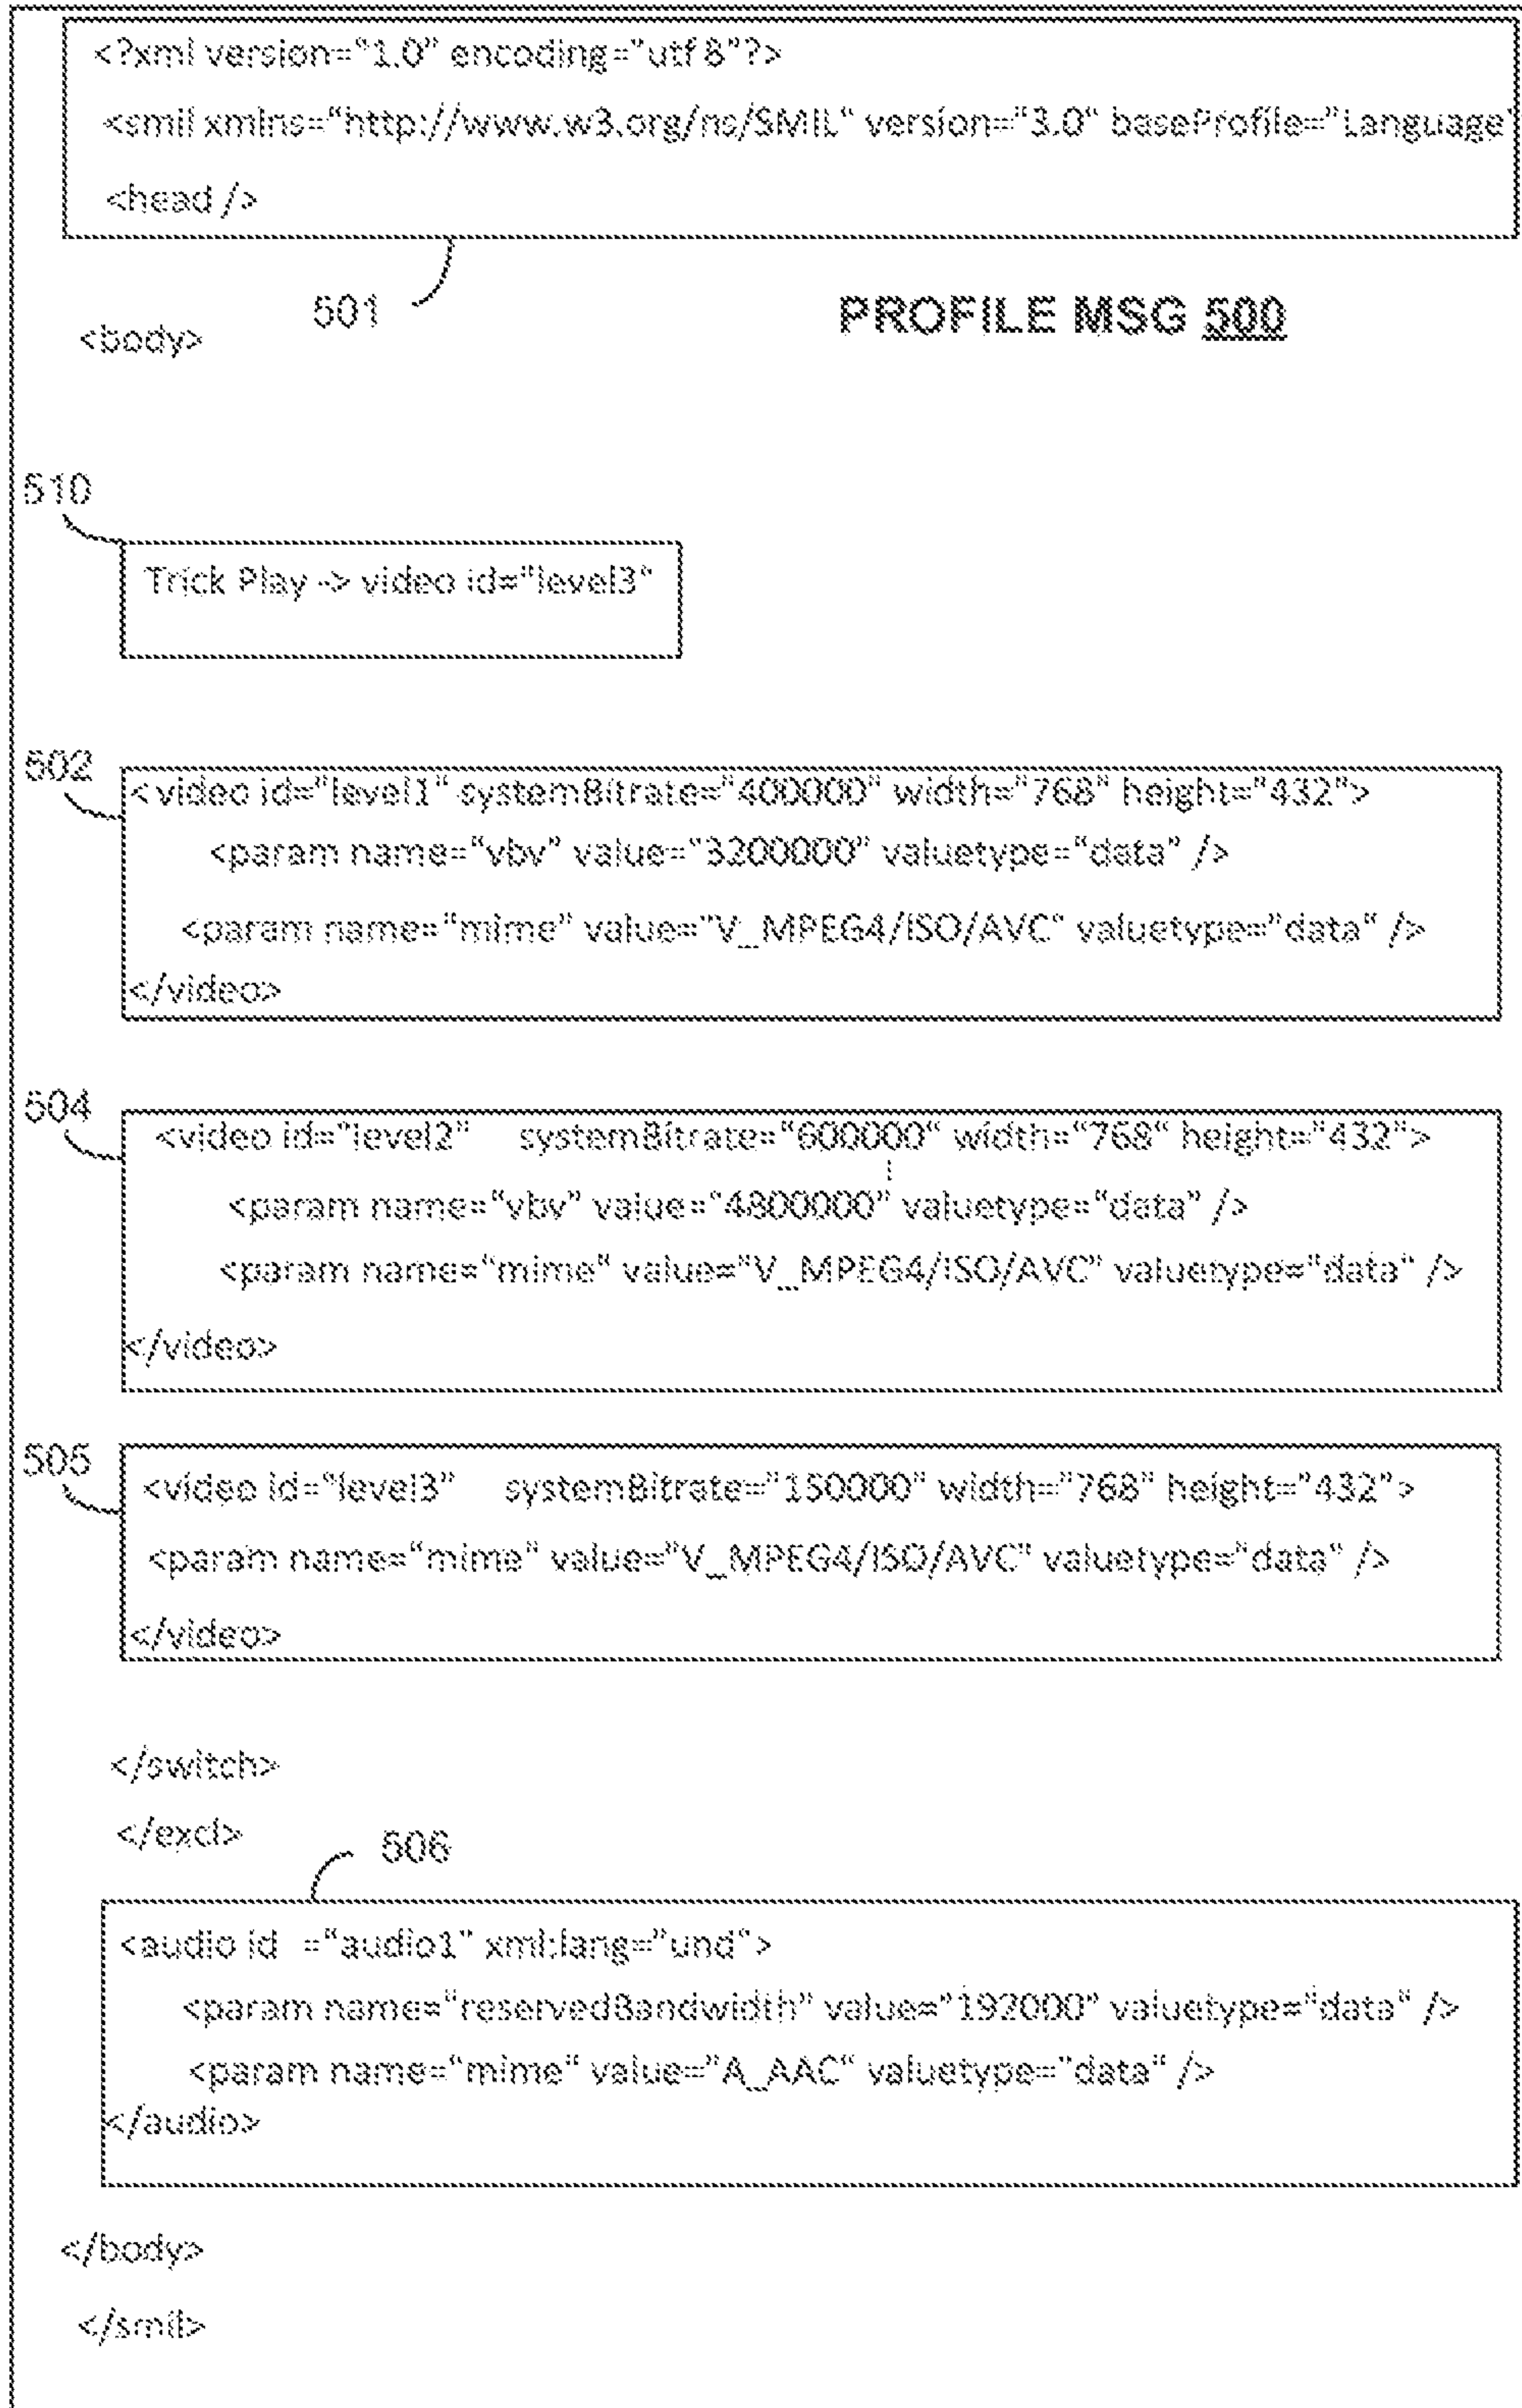 <?xml version="1.0" encoding="utf 8"?>
<smil xmlns="http://www.w3.org/ns/SMIL" version="3.0" baseProfile="Language"
<head />
501
PROFILE MSG 500
<body>
510
Trick Play -> video id="level3"
502
<video id="level1" systemBitrate="400000" width="768" height="432">
<param name="vbv" value="3200000" valuetype="data" />
<param name="mime" value="V_MPEG4/ISO/AVC" valuetype="data" />
</video>
504
<video id="level2" systemBitrate="600000" width="768" height="432">
<param name="vbv" value="4800000" valuetype="data" />
<param name="mime" value="V_MPEG4/ISO/AVC" valuetype="data" />
</video>
505
<video id="level3" systemBitrate="150000" width="768" height="432">
<param name="mime" value="V_MPEG4/ISO/AVC" valuetype="data" />
</video>
</switch>
</excl>
506
<audio id ="audio1" xml:lang="und">
<param name="reservedBandwidth" value="192000" valuetype="data" />
<param name="mime" value="A_AAC" valuetype="data" />
</audio>
</body>
</smil>